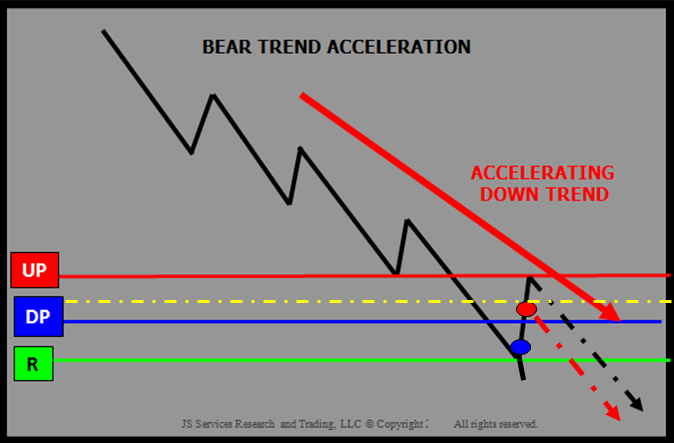 BEAR TREND ACCELERATION
ACCELERATING
DOWN TREND
UP
DP
R
JS Services Research and Trading, LLC © Copyright All rights reserved.